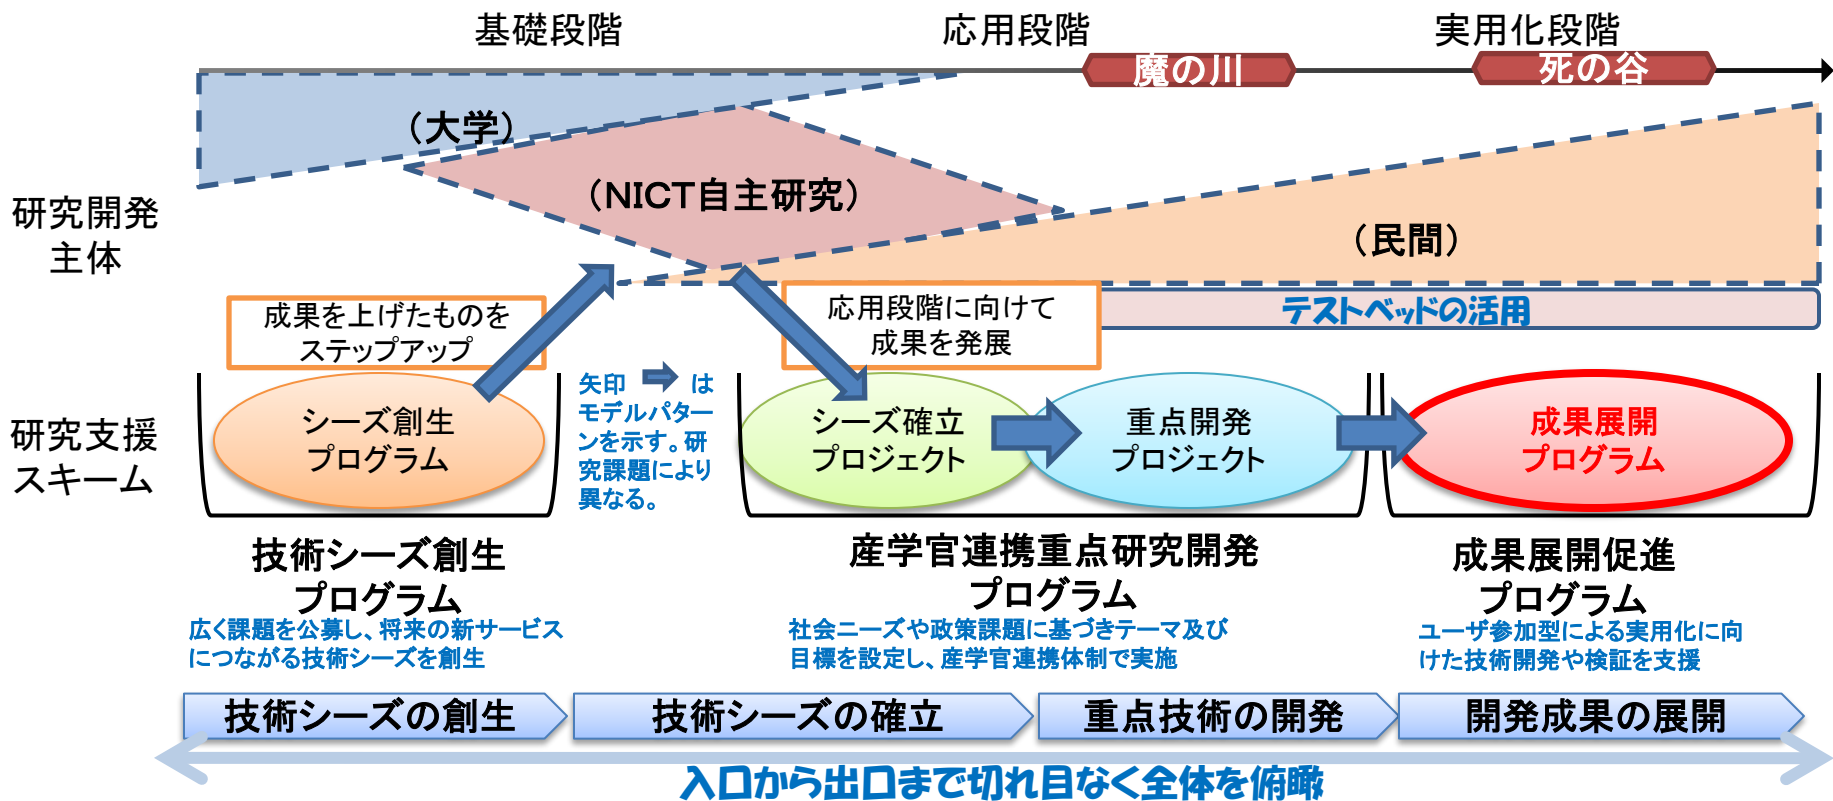 基礎段階
応用段階
実用化段階
魔の川
死の谷
（大学）
（NICT自主研究）
（民間）
研究開発
主体
テストベッドの活用
成果を上げたものを
ステップアップ
応用段階に向けて
成果を発展
研究支援
スキーム
シーズ創生
プログラム
矢印 は
モデルパター
ンを示す。研
究課題により
異なる。
シーズ確立
プロジェクト
重点開発
プロジェクト
成果展開
プログラム
技術シーズ創生
プログラム
広く課題を公募し、将来の新サービス
につながる技術シーズを創生
産学官連携重点研究開発
プログラム
社会ニーズや政策課題に基づきテーマ及び
目標を設定し、産学官連携体制で実施
成果展開促進
プログラム
ユーザ参加型による実用化に向
けた技術開発や検証を支援
技術シーズの創生
技術シーズの確立
重点技術の開発
開発成果の展開
入口から出口まで切れ目なく全体を俯瞰